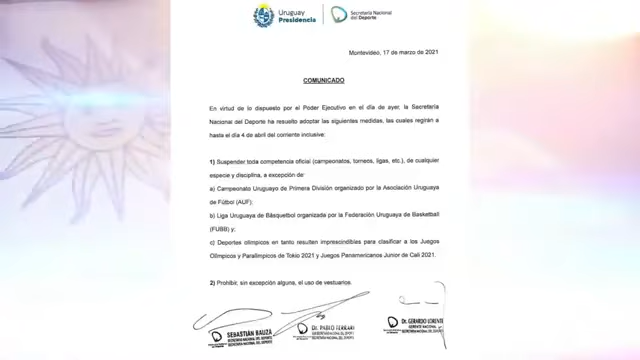 Uruguay
Presidencia
Secretaría Nacional
del Deporte
Montevideo, 17 de marzo de 2021
COMUNICADO
En virtud de lo dispuesto por el Poder Ejecutivo en el día de ayer, la Secretaría
Nacional del Deporte ha resuelto adoptar las siguientes medidas, las cuales regirán
hasta el día 4 de abril del corriente inclusive:
1) Suspender toda competencia oficial (campeonatos, torneos, ligas, etc.), de cualquier
especie y disciplina, a excepción de:
a) Campeonato Uruguayo de Primera División organizado por la Asociación Uruguaya
de Fútbol (AUF);
b) Liga Uruguaya de Básquetbol organizada por la Federación Uruguaya de Basketball
(FUBB) y;
c) Deportes olímpicos en tanto resulten imprescindibles para clasificar a los Juegos
Olímpicos y Paralímpicos de Tokio 2021 y Juegos Panamericanos Junior de Cali 2021.
2) Prohibir, sin excepción alguna, el uso de vestuarios.
SEBASTIÁN BAUZÁ
SECRETARIO NACIONAL DEL DEPORTE
Dr. PABLO FERRARI
Dr. GERARDO LORENTE
GERENTE NACIONAL